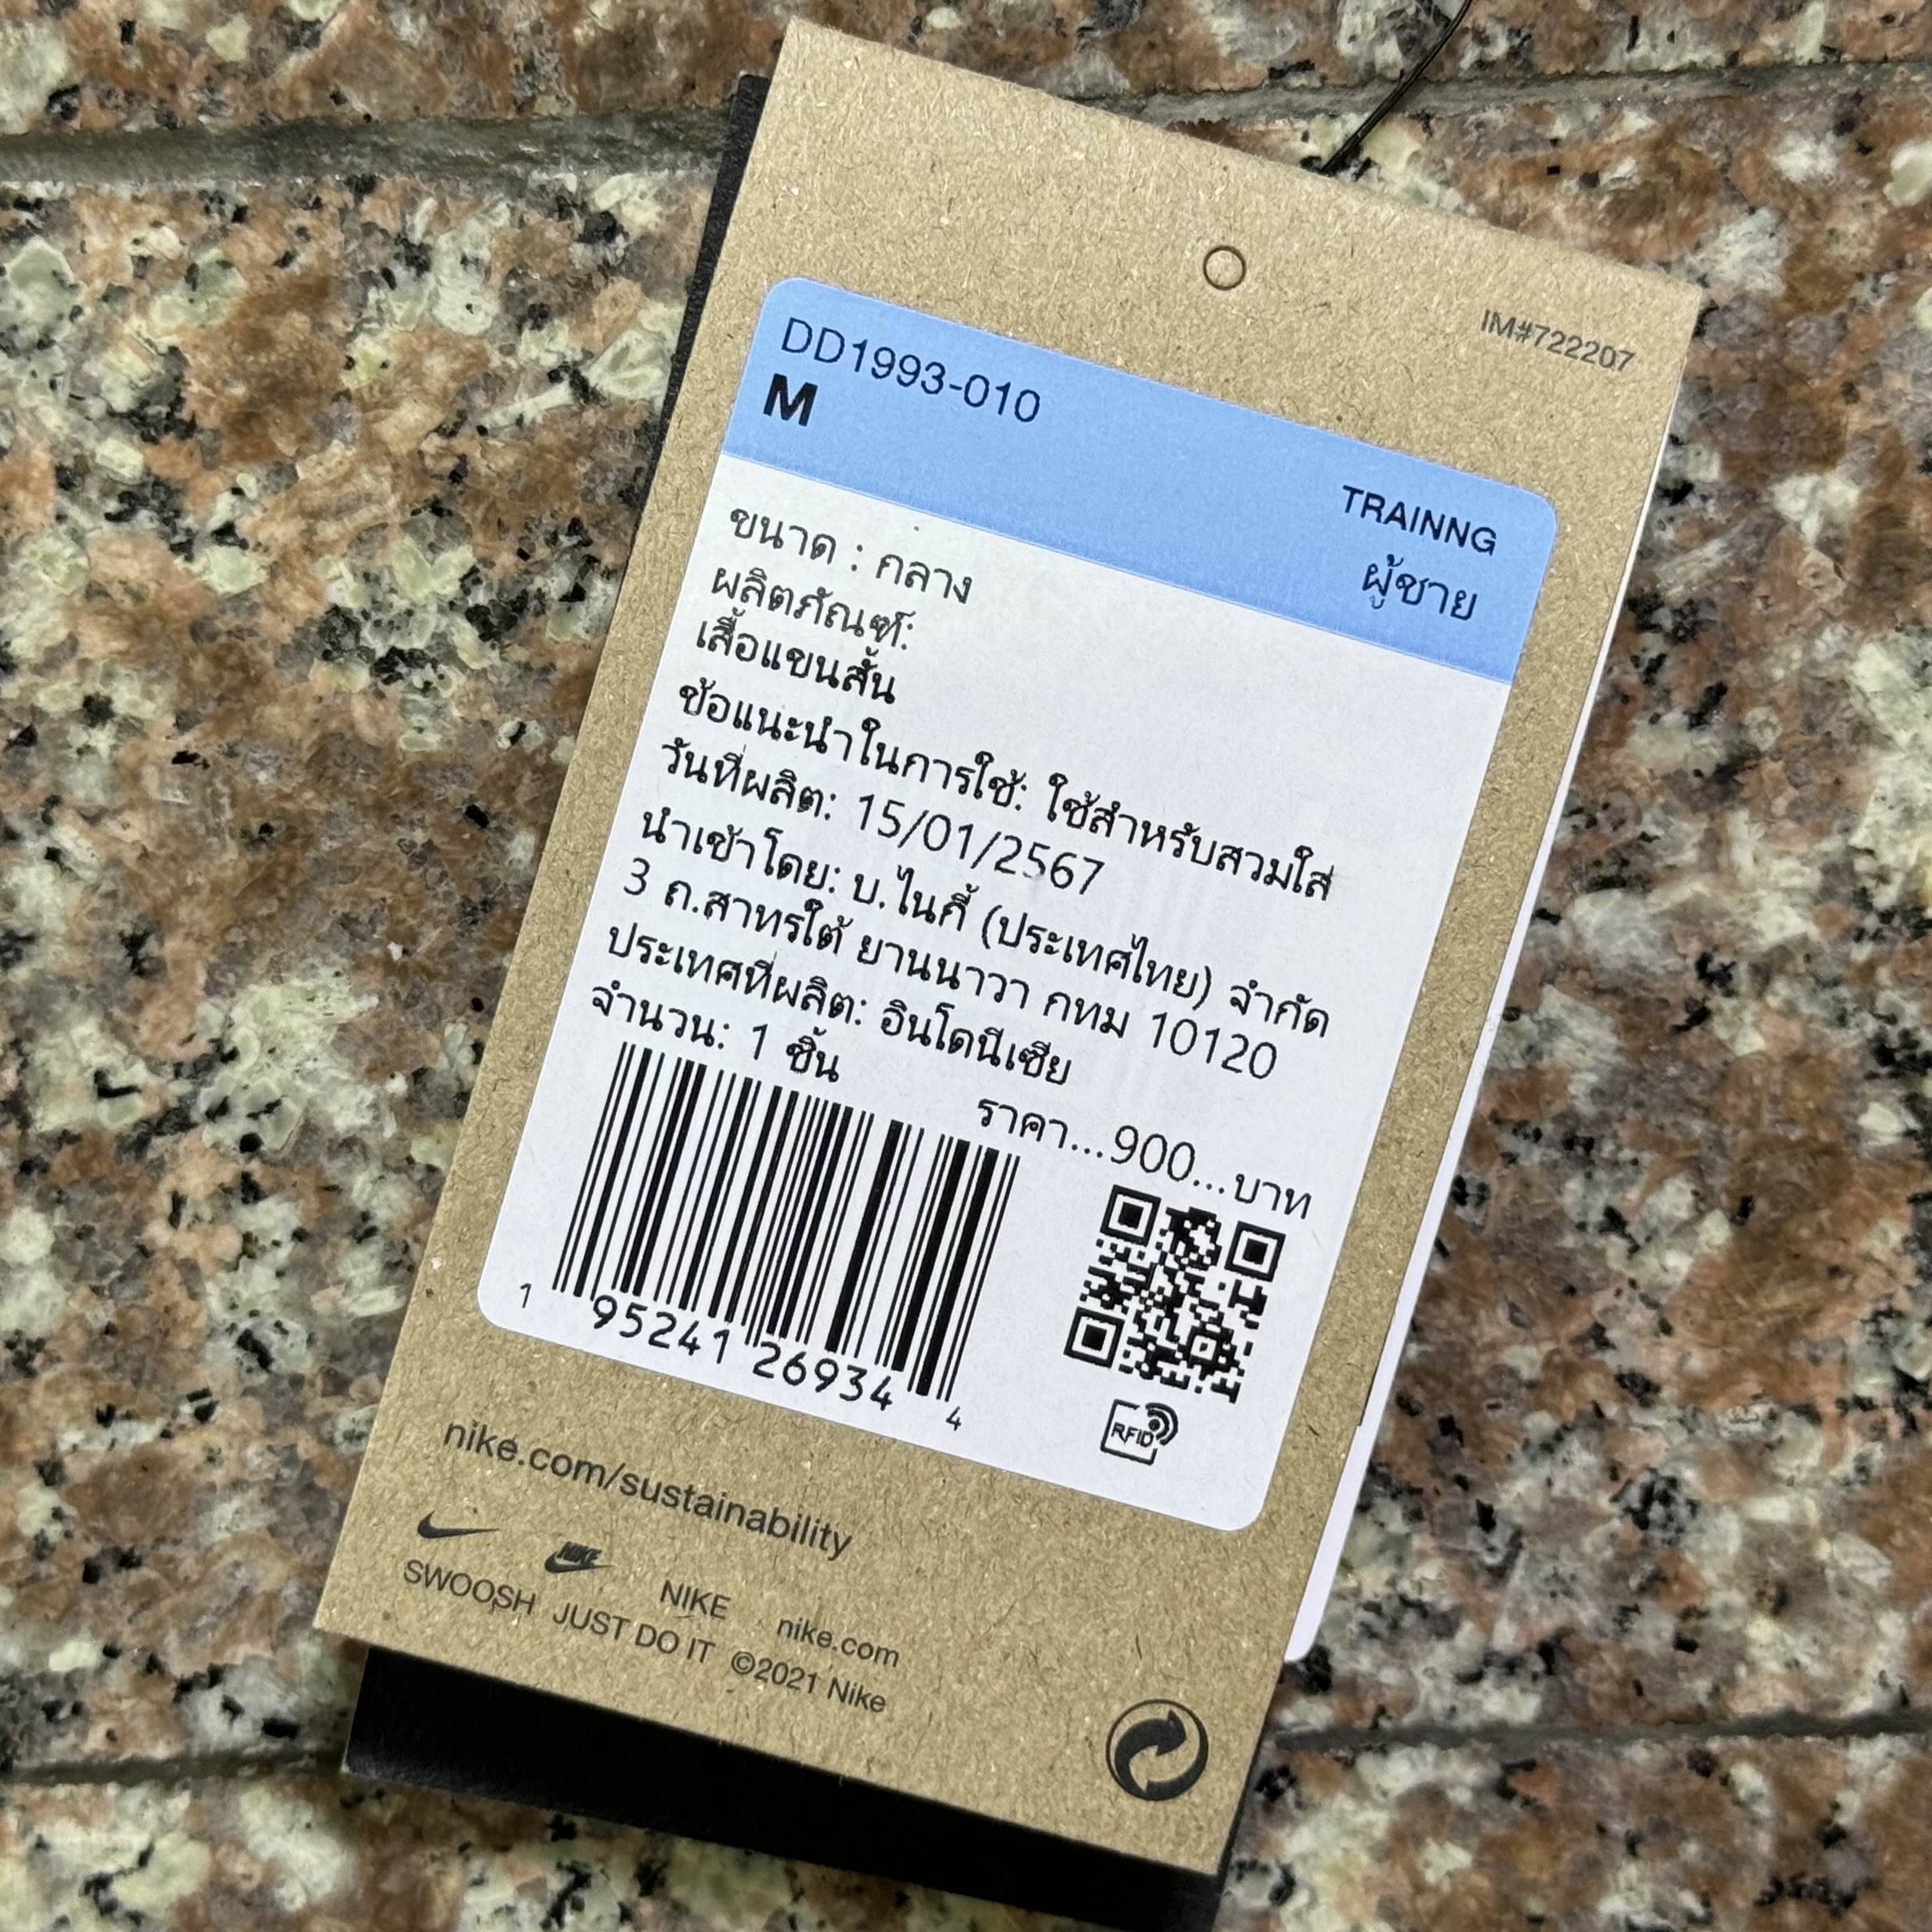 IM#722207
DD1993-010
M
TRAINNG
ผู้ชาย
ขนาด : กลาง
ผลิตภัณฑ์:
เสื้อแขนสั้น
ข้อแนะนำในการใช้: ใช้สำหรับสวมใส่
วันที่ผลิต: 15/01/2567
นำเข้าโดย: บ.ไนกี้ (ประเทศไทย) จำกัด
3 ถ.สาทรใต้ ยานนาวา กทม 10120
ประเทศที่ผลิต: อินโดนีเซีย
จำนวน: 1 ชิ้น
ราคา...900...บาท
1 95241 26934 4
RFID
nike.com/sustainability
NIKE NIKE nike.com
SWOOSH JUST DO IT ©2021 Nike